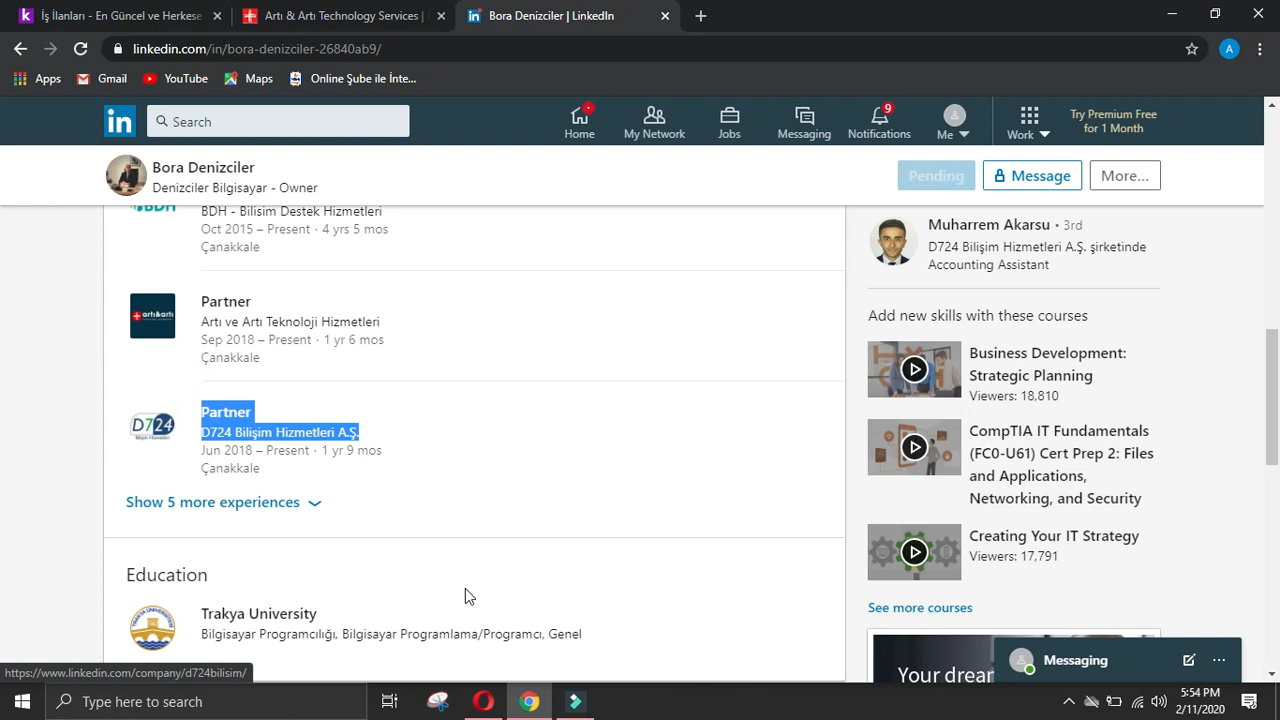 İş İlanları - En Güncel ve Herkese
Artı & Artı Technology Services |
Bora Denizciler | LinkedIn
linkedin.com/in/bora-denizciler-26840ab9/
A
Apps
Gmail
YouTube
Maps
Online Şube ile İnte...
in
Search
Home
My Network
Jobs
Messaging
9
Notifications
Me
Work
Try Premium Free
for 1 Month
Bora Denizciler
Denizciler Bilgisayar - Owner
Pending
Message
More...
BDH
BDH - Bilisim Destek Hizmetleri
Oct 2015 – Present · 4 yrs 5 mos
Çanakkale
artı&artı
Partner
Artı ve Artı Teknoloji Hizmetleri
Sep 2018 – Present · 1 yr 6 mos
Çanakkale
D724
Bilişim Hizmetleri
Partner
D724 Bilişim Hizmetleri A.Ş.
Jun 2018 – Present · 1 yr 9 mos
Çanakkale
Show 5 more experiences
Education
Trakya University
Bilgisayar Programcılığı, Bilgisayar Programlama/Programcı, Genel
Muharrem Akarsu • 3rd
D724 Bilişim Hizmetleri A.Ş. şirketinde
Accounting Assistant
Add new skills with these courses
Business Development:
Strategic Planning
Viewers: 18,810
CompTIA IT Fundamentals
(FC0-U61) Cert Prep 2: Files
and Applications,
Networking, and Security
Creating Your IT Strategy
Viewers: 17,791
See more courses
Your dream
Messaging
https://www.linkedin.com/company/d724bilisim/
Type here to search
5:54 PM
2/11/2020